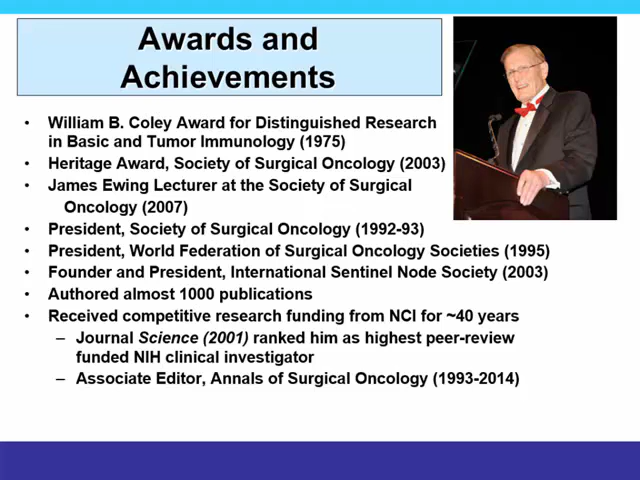 Awards and
Achievements
• William B. Coley Award for Distinguished Research
in Basic and Tumor Immunology (1975)
• Heritage Award, Society of Surgical Oncology (2003)
• James Ewing Lecturer at the Society of Surgical
Oncology (2007)
• President, Society of Surgical Oncology (1992-93)
• President, World Federation of Surgical Oncology Societies (1995)
• Founder and President, International Sentinel Node Society (2003)
• Authored almost 1000 publications
• Received competitive research funding from NCI for ~40 years
– Journal Science (2001) ranked him as highest peer-review
funded NIH clinical investigator
– Associate Editor, Annals of Surgical Oncology (1993-2014)